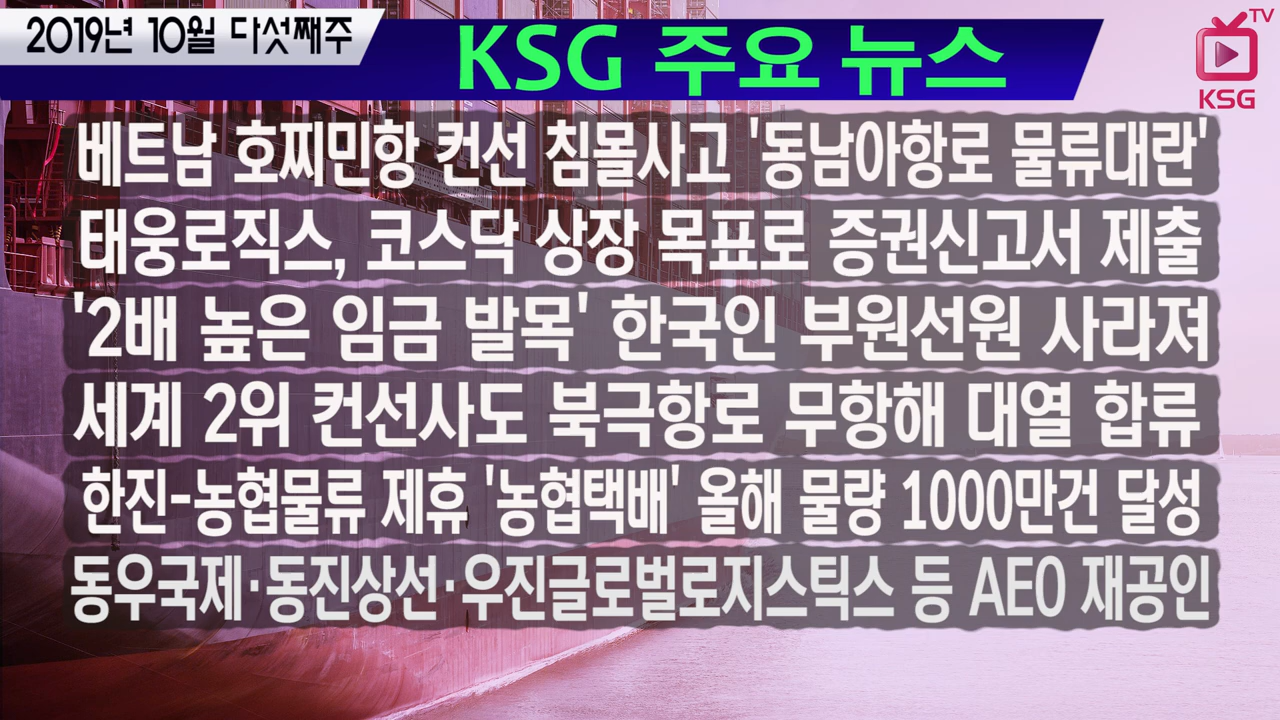 2019년 10월 다섯째주
KSG 주요 뉴스
TV
KSG
베트남 호찌민항 컨선 침몰사고 '동남아항로 물류대란'
태웅로직스, 코스닥 상장 목표로 증권신고서 제출
'2배 높은 임금 발목' 한국인 부원선원 사라져
세계 2위 컨선사도 북극항로 무항해 대열 합류
한진-농협물류 제휴 '농협택배' 올해 물량 1000만건 달성
동우국제·동진상선·우진글로벌로지스틱스 등 AEO 재공인